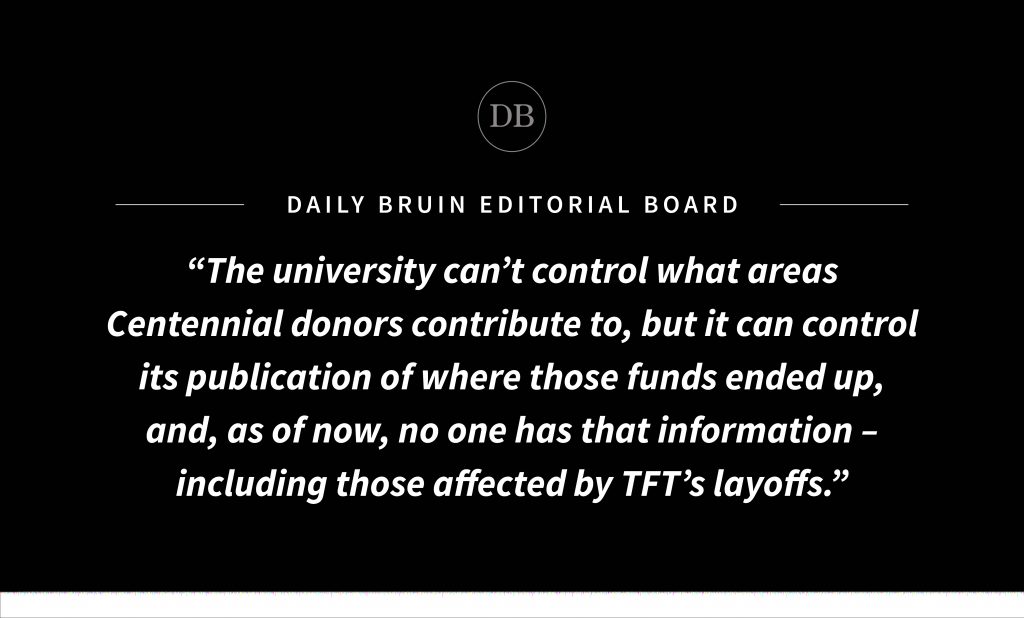 DB
DAILY BRUIN EDITORIAL BOARD
“The university can’t control what areas
Centennial donors contribute to, but it can control
its publication of where those funds ended up,
and, as of now, no one has that information –
including those affected by TFT’s layoffs.”